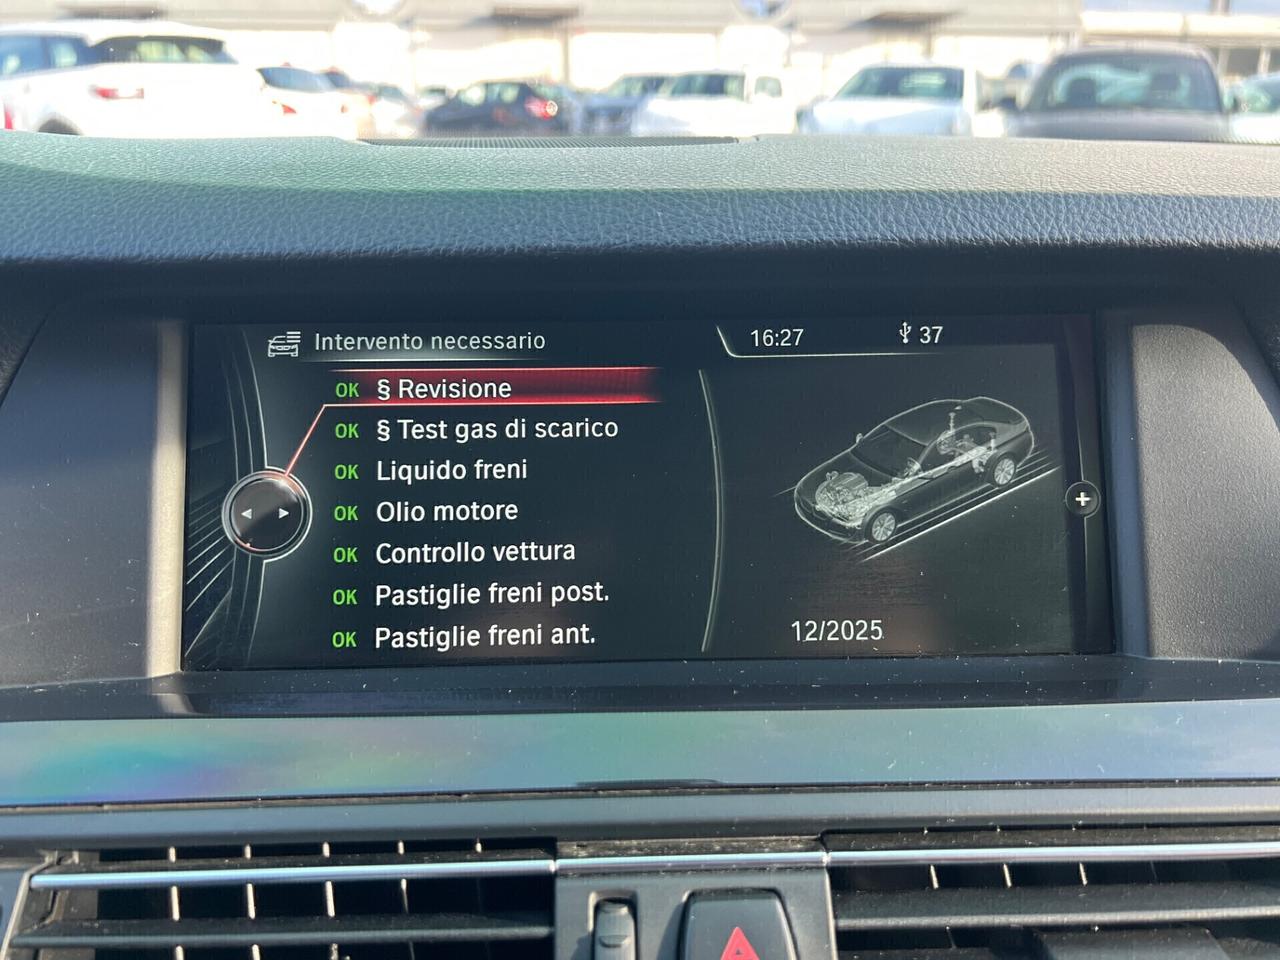 Intervento necessario
16:27
37
OK § Revisione
OK § Test gas di scarico
OK Liquido freni
OK Olio motore
OK Controllo vettura
OK Pastiglie freni post.
OK Pastiglie freni ant.
12/2025